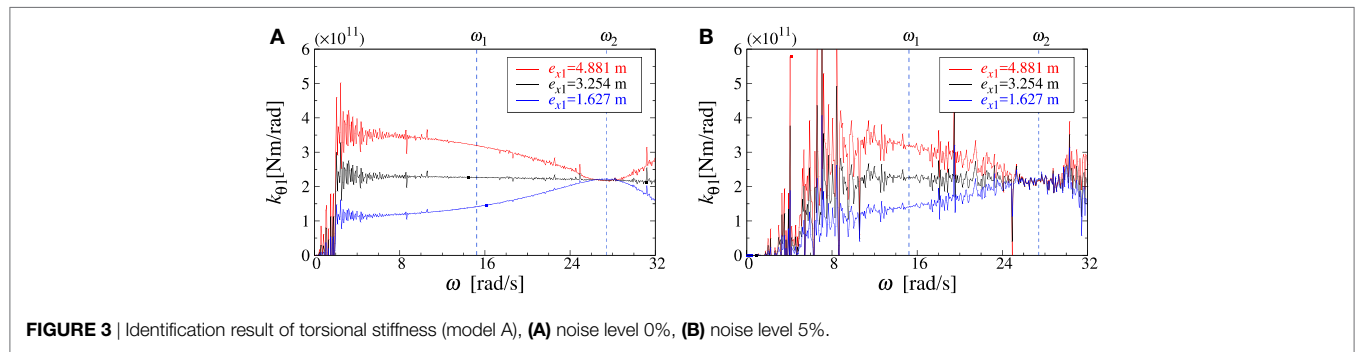 A
(×10¹¹)
ω₁
ω₂
6
5
4
3
2
1
0
k_θ1[Nm/rad]
e_x1=4.881 m
e_x1=3.254 m
e_x1=1.627 m
0 8 16 24 32
ω [rad/s]
B
(×10¹¹)
ω₁
ω₂
6
5
4
3
2
1
0
k_θ1[Nm/rad]
e_x1=4.881 m
e_x1=3.254 m
e_x1=1.627 m
0 8 16 24 32
ω [rad/s]
FIGURE 3 | Identification result of torsional stiffness (model A), (A) noise level 0%, (B) noise level 5%.